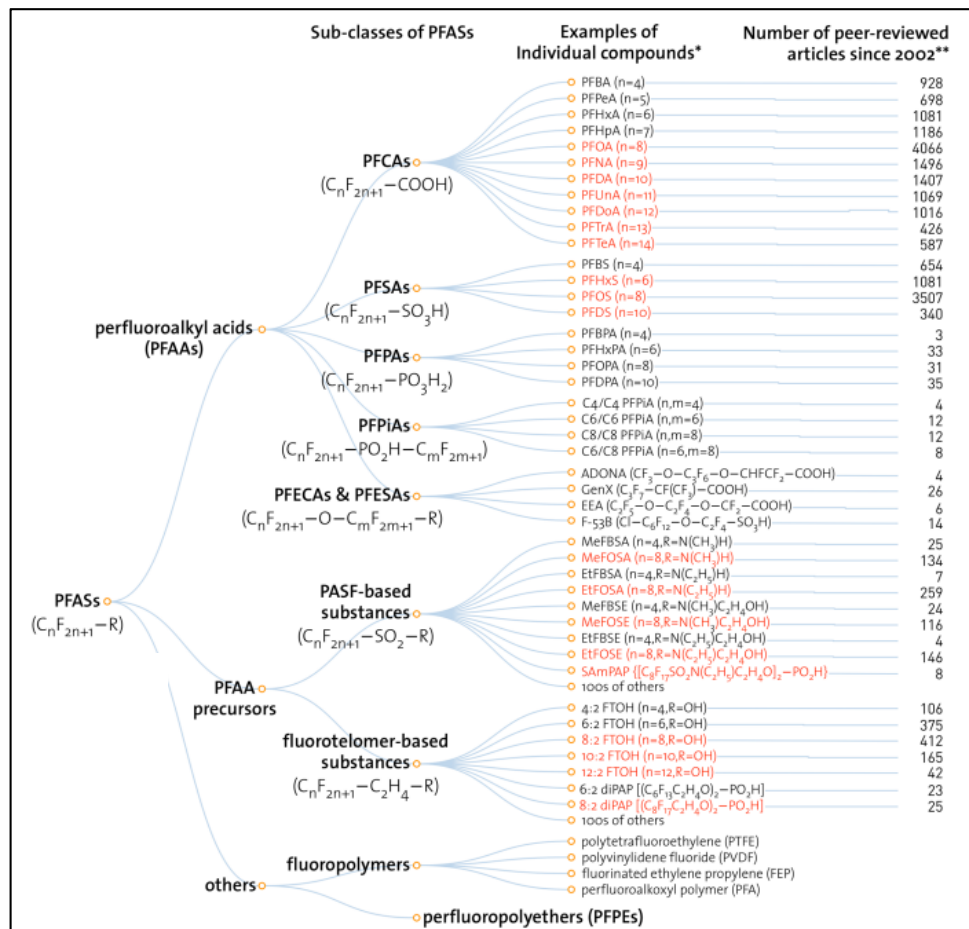 Sub-classes of PFASs
Examples of
Individual compounds*
Number of peer-reviewed
articles since 2002**
PFASs
(CnF2n+1–R)
perfluoroalkyl acids
(PFAAs)
PFCAs
(CnF2n+1–COOH)
PFBA (n=4) 928
PFPeA (n=5) 698
PFHxA (n=6) 1081
PFHpA (n=7) 1186
PFOA (n=8) 4066
PFNA (n=9) 1496
PFDA (n=10) 1407
PFUnA (n=11) 1069
PFDoA (n=12) 1016
PFTrA (n=13) 426
PFTeA (n=14) 587
PFSAs
(CnF2n+1–SO3H)
PFBS (n=4) 654
PFHxS (n=6) 1081
PFOS (n=8) 3507
PFDS (n=10) 340
PFPAs
(CnF2n+1–PO3H2)
PFBPA (n=4) 3
PFHxPA (n=6) 33
PFOPA (n=8) 31
PFDPA (n=10) 35
PFPiAs
(CnF2n+1–PO2H–CmF2m+1)
C4/C4 PFPiA (n,m=4) 4
C6/C6 PFPiA (n,m=6) 12
C8/C8 PFPiA (n,m=8) 12
C6/C8 PFPiA (n=6,m=8) 8
PFECAs & PFESAs
(CnF2n+1–O–CmF2m+1–R)
ADONA (CF3–O–C3F6–O–CHFCF2–COOH) 4
GenX (C3F7–CF(CF3)–COOH) 26
EEA (C2F5–O–C2F4–O–CF2–COOH) 6
F-53B (Cl–C6F12–O–C2F4–SO3H) 14
PFAA
precursors
PASF-based
substances
(CnF2n+1–SO2–R)
MeFBSA (n=4,R=N(CH3)H) 25
MeFOSA (n=8,R=N(CH3)H) 134
EtFBSA (n=4,R=N(C2H5)H) 7
EtFOSA (n=8,R=N(C2H5)H) 259
MeFBSE (n=4,R=N(CH3)C2H4OH) 24
MeFOSE (n=8,R=N(CH3)C2H4OH) 116
EtFBSE (n=4,R=N(C2H5)C2H4OH) 4
EtFOSE (n=8,R=N(C2H5)C2H4OH) 146
SAmPAP {[C8F17SO2N(C2H5)C2H4O]2–PO2H} 8
100s of others
fluorotelomer-based
substances
(CnF2n+1–C2H4–R)
4:2 FTOH (n=4,R=OH) 106
6:2 FTOH (n=6,R=OH) 375
8:2 FTOH (n=8,R=OH) 412
10:2 FTOH (n=10,R=OH) 165
12:2 FTOH (n=12,R=OH) 42
6:2 diPAP [(C6F13C2H4O)2–PO2H] 23
8:2 diPAP [(C8F17C2H4O)2–PO2H] 25
100s of others
others
fluoropolymers
polytetrafluoroethylene (PTFE)
polyvinylidene fluoride (PVDF)
fluorinated ethylene propylene (FEP)
perfluoroalkoxyl polymer (PFA)
perfluoropolyethers (PFPEs)